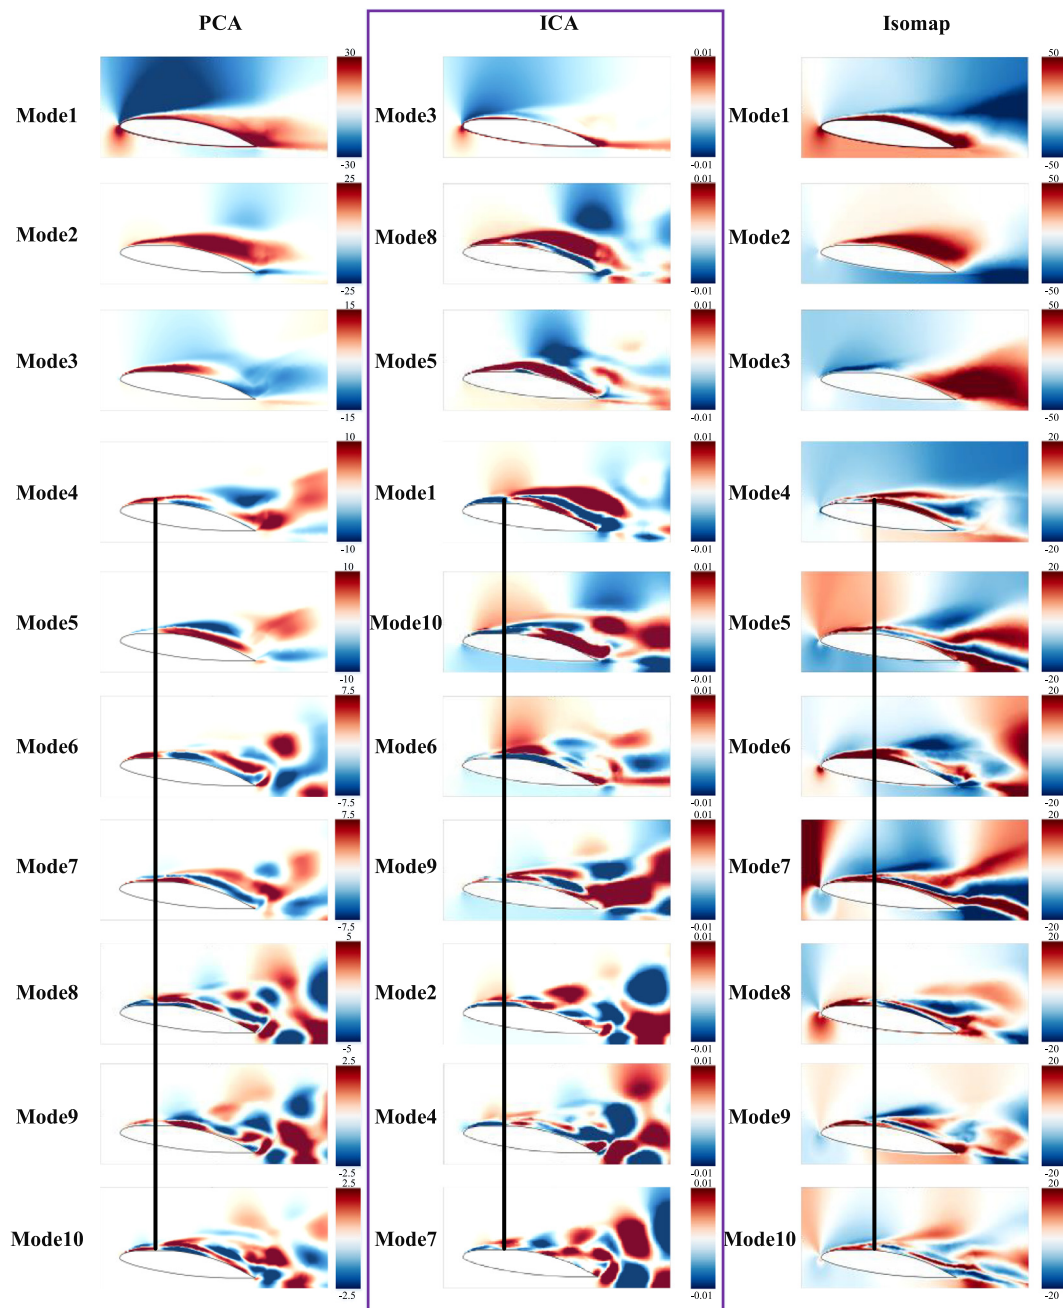 PCA ICA Isomap
30 0.01 50
Mode1 Mode3 Mode1
-30 -0.01 -50
25 0.01 50
Mode2 Mode8 Mode2
-25 -0.01 -50
15 0.01 50
Mode3 Mode5 Mode3
-15 -0.01 -50
10 0.01 20
Mode4 Mode1 Mode4
-10 -0.01 -20
10 0.01 20
Mode5 Mode10 Mode5
-10 -0.01 -20
7.5 0.01 20
Mode6 Mode6 Mode6
-7.5 -0.01 -20
7.5 0.01 20
Mode7 Mode9 Mode7
-7.5 -0.01 -20
5 0.01 20
Mode8 Mode2 Mode8
-5 -0.01 -20
2.5 0.01 20
Mode9 Mode4 Mode9
-2.5 -0.01 -20
2.5 0.01 20
Mode10 Mode7 Mode10
-2.5 -0.01 -20